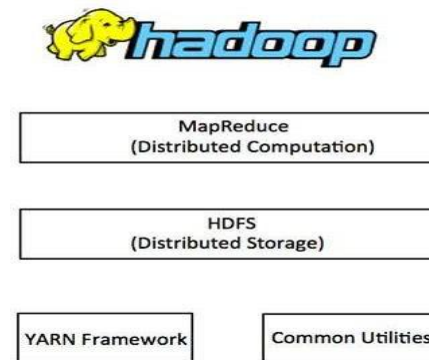 hadoop
MapReduce
(Distributed Computation)
HDFS
(Distributed Storage)
YARN Framework
Common Utilities